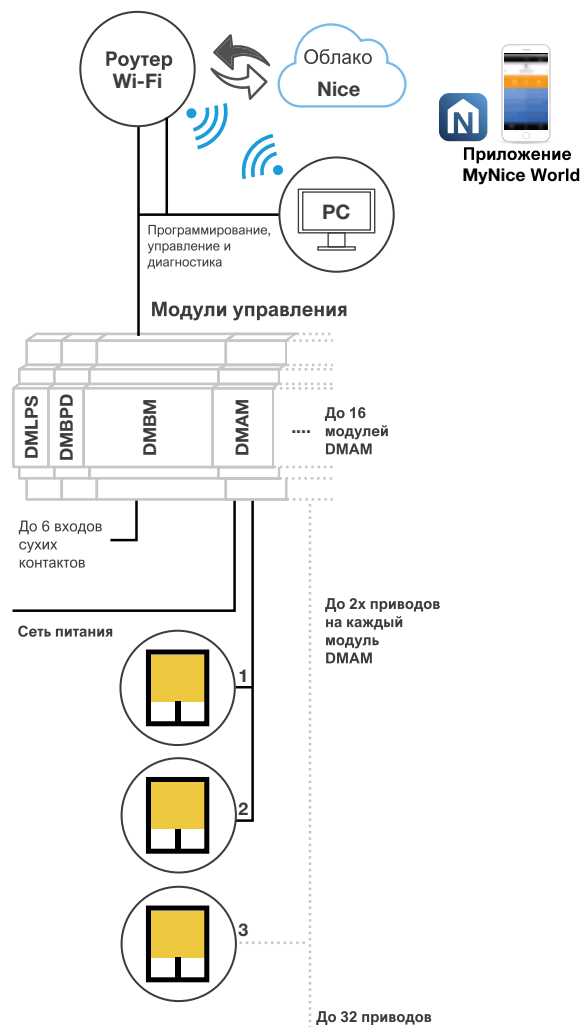 Роутер
Wi-Fi
Облако
Nice
N
Приложение
MyNice World
PC
Программирование,
управление и
диагностика
Модули управления
DMLPS
DMBPD
DMBM
DMAM
До 16
модулей
DMAM
До 6 входов
сухих
контактов
До 2х приводов
на каждый
модуль
DMAM
Сеть питания
1
2
3
До 32 приводов